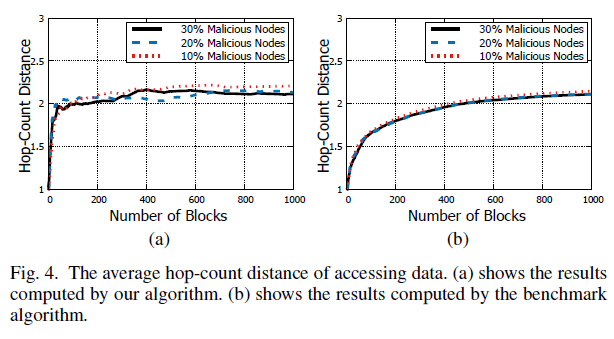 3
2.5
2
1.5
1
0
200
400
600
800
1000
Hop-Count Distance
Number of Blocks
30% Malicious Nodes
20% Malicious Nodes
10% Malicious Nodes
(a)
3
2.5
2
1.5
1
0
200
400
600
800
1000
Hop-Count Distance
Number of Blocks
30% Malicious Nodes
20% Malicious Nodes
10% Malicious Nodes
(b)
Fig. 4. The average hop-count distance of accessing data. (a) shows the results
computed by our algorithm. (b) shows the results computed by the benchmark
algorithm.